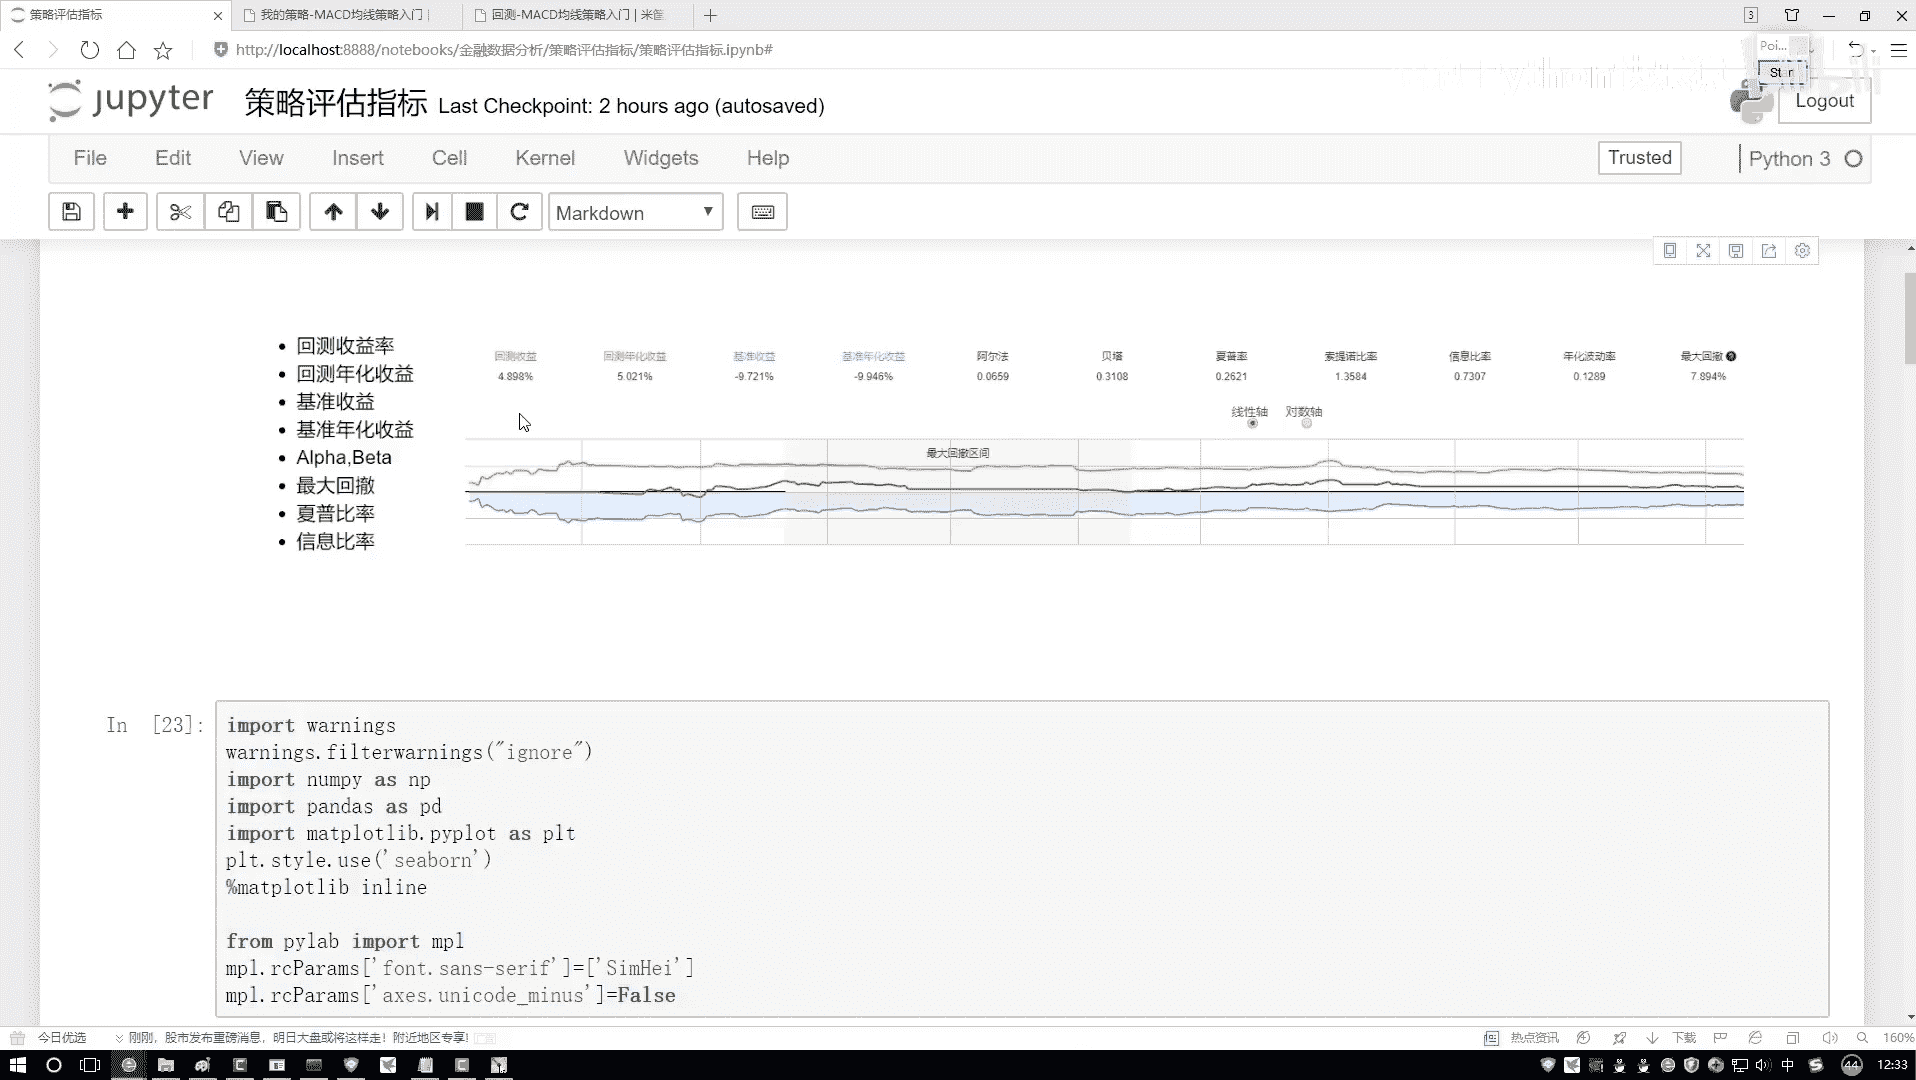 策略评估指标
我的策略-MACD均线策略入门
回测-MACD均线策略入门 | 米筐
3
http://localhost:8888/notebooks/金融数据分析/策略评估指标/策略评估指标.ipynb#
Poi...
Start
jupyter 策略评估指标 Last Checkpoint: 2 hours ago (autosaved)
Logout
File Edit View Insert Cell Kernel Widgets Help
Trusted
Python 3
Markdown
回测收益率
回测年化收益
基准收益
基准年化收益
Alpha,Beta
最大回撤
夏普比率
信息比率
回测收益 回测年化收益 基准收益 基准年化收益 阿尔法 贝塔 夏普率 索提诺比率 信息比率 年化波动率 最大回撤
4.898% 5.021% -9.721% -9.946% 0.0659 0.3108 0.2621 1.3584 0.7307 0.1289 7.894%
线性轴 对数轴
最大回撤区间
In [23]:
import warnings
warnings.filterwarnings("ignore")
import numpy as np
import pandas as pd
import matplotlib.pyplot as plt
plt.style.use('seaborn')
%matplotlib inline
from pylab import mpl
mpl.rcParams['font.sans-serif']=['SimHei']
mpl.rcParams['axes.unicode_minus']=False
今日优选 刚刚，股市发布重磅消息，明日大盘或将这样走！附近地区专享!
热点资讯 下载 160%
中 44 12:33